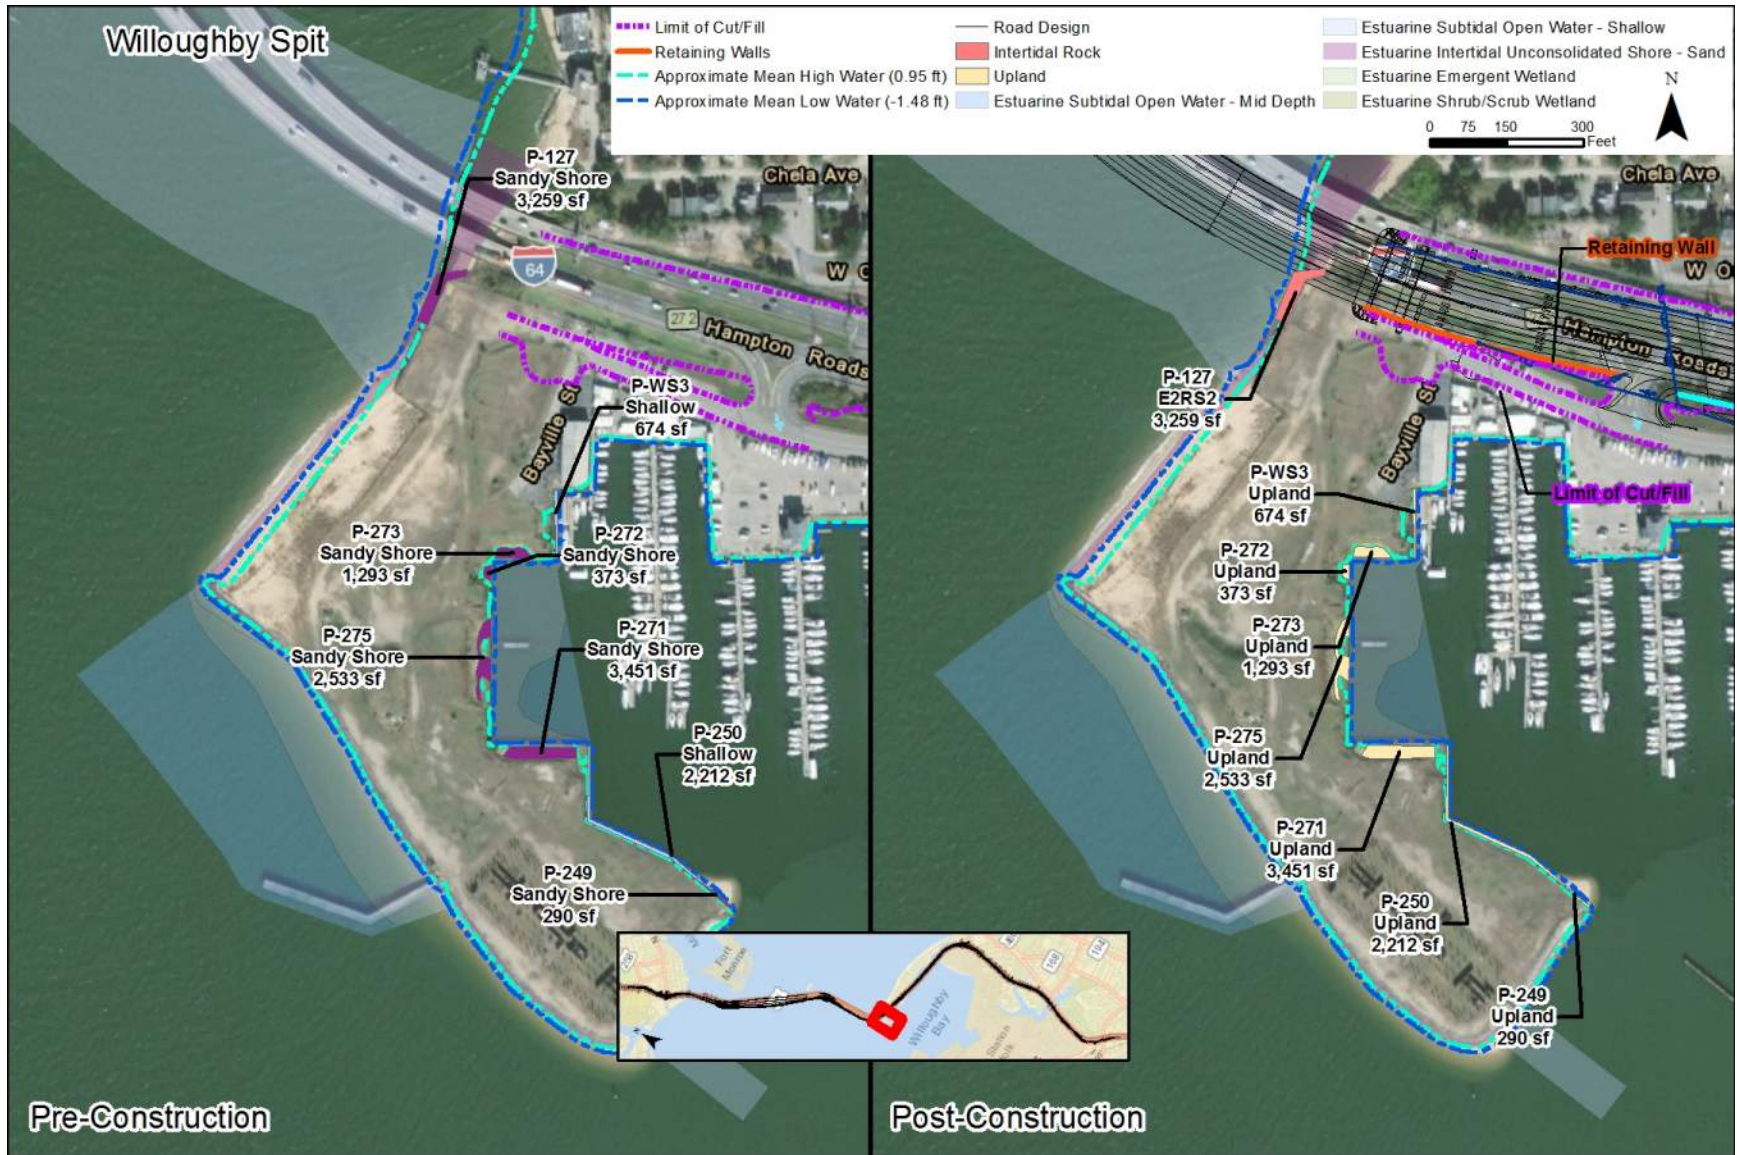 Willoughby Spit
Limit of Cut/Fill
Retaining Walls
Approximate Mean High Water (0.95 ft)
Approximate Mean Low Water (-1.48 ft)
Road Design
Intertidal Rock
Upland
Estuarine Subtidal Open Water - Mid Depth
Estuarine Subtidal Open Water - Shallow
Estuarine Intertidal Unconsolidated Shore - Sand
Estuarine Emergent Wetland
Estuarine Shrub/Scrub Wetland
N
0 75 150 300
Feet
P-127
Sandy Shore
3,259 sf
Chela Ave
64
W O
272
Hampton Roads
P-WS3
Shallow
674 sf
Bayville St
P-273
Sandy Shore
1,293 sf
P-272
Sandy Shore
373 sf
P-275
Sandy Shore
2,533 sf
P-271
Sandy Shore
3,451 sf
P-250
Shallow
2,212 sf
P-249
Sandy Shore
290 sf
Pre-Construction
Chela Ave
Retaining Wall
W O
Hampton Roads
P-127
E2RS2
3,259 sf
Bayville St
P-WS3
Upland
674 sf
Limit of Cut/Fill
P-272
Upland
373 sf
P-273
Upland
1,293 sf
P-275
Upland
2,533 sf
P-271
Upland
3,451 sf
P-250
Upland
2,212 sf
P-249
Upland
290 sf
Post-Construction
Fort
Monroe
168
194
Willoughby
Bay